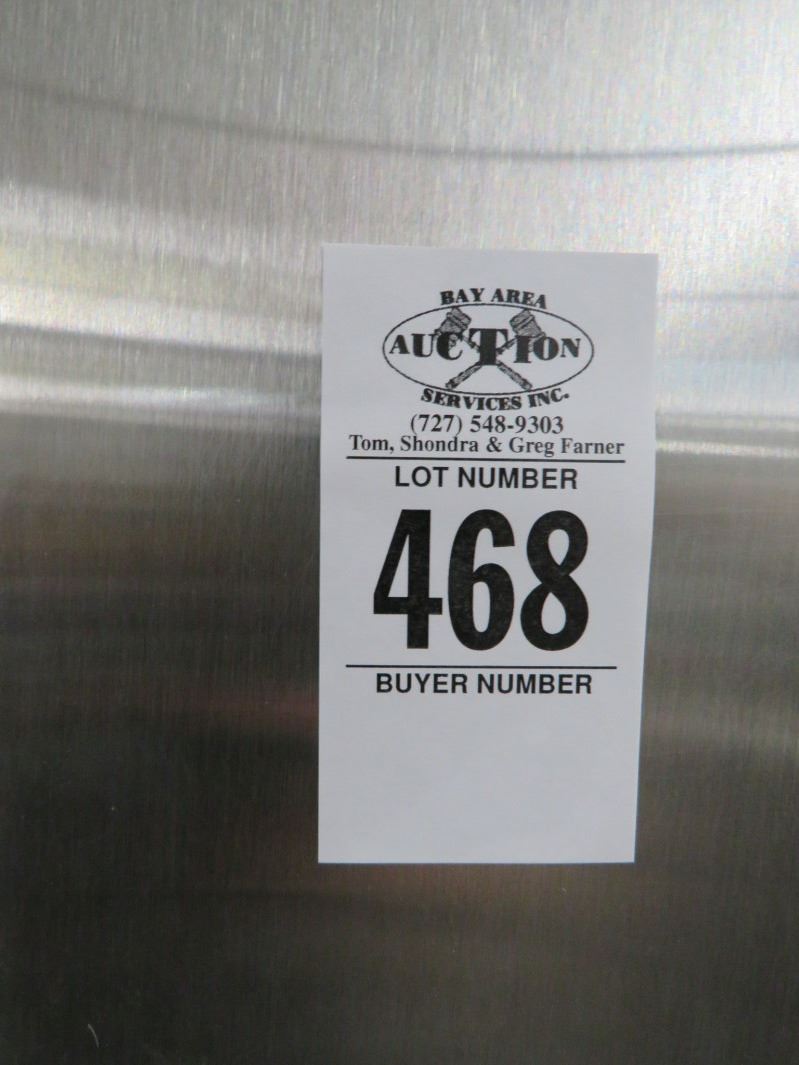 BAY AREA
AUCTION
SERVICES INC.
(727) 548-9303
Tom, Shondra & Greg Farner
LOT NUMBER
468
BUYER NUMBER